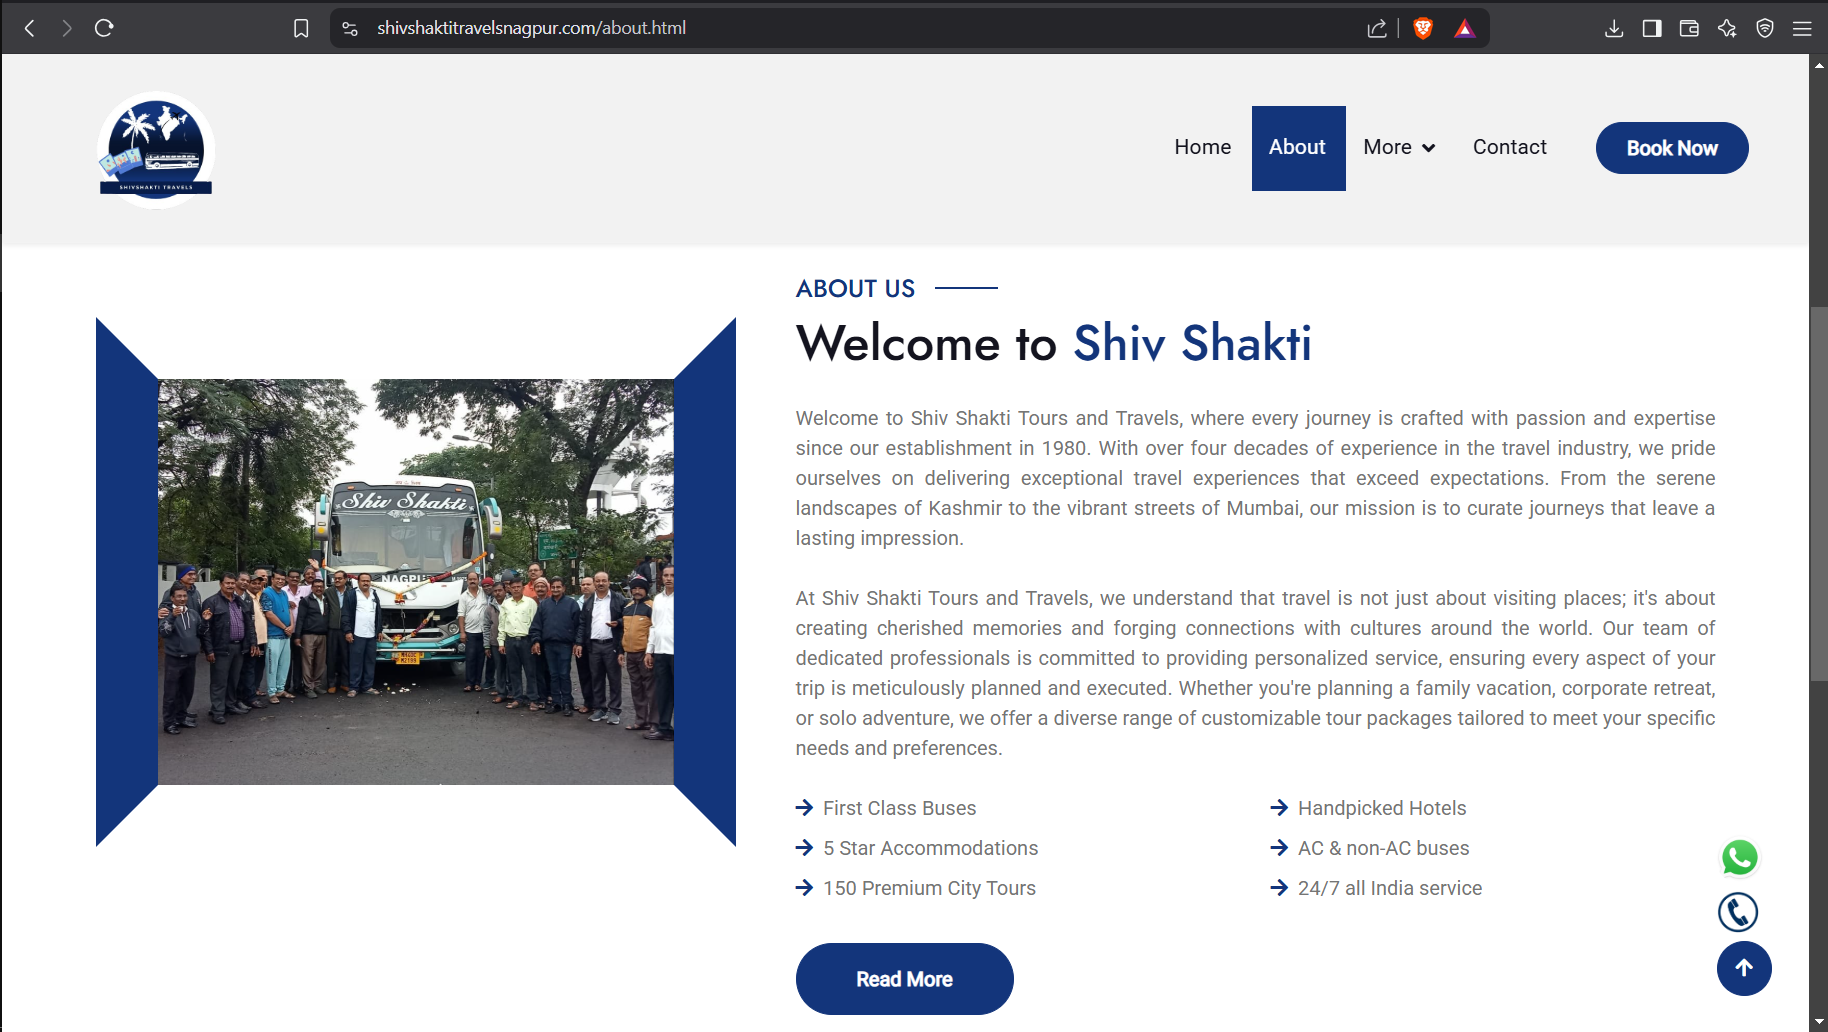 shivshaktitravelsnagpur.com/about.html
SHIVSHAKTI TRAVELS
Home
About
More
Contact
Book Now
ABOUT US
Welcome to Shiv Shakti
Shiv Shakti
NAGPU
Welcome to Shiv Shakti Tours and Travels, where every journey is crafted with passion and expertise
since our establishment in 1980. With over four decades of experience in the travel industry, we pride
ourselves on delivering exceptional travel experiences that exceed expectations. From the serene
landscapes of Kashmir to the vibrant streets of Mumbai, our mission is to curate journeys that leave a
lasting impression.
At Shiv Shakti Tours and Travels, we understand that travel is not just about visiting places; it's about
creating cherished memories and forging connections with cultures around the world. Our team of
dedicated professionals is committed to providing personalized service, ensuring every aspect of your
trip is meticulously planned and executed. Whether you're planning a family vacation, corporate retreat,
or solo adventure, we offer a diverse range of customizable tour packages tailored to meet your specific
needs and preferences.
First Class Buses
Handpicked Hotels
5 Star Accommodations
AC & non-AC buses
150 Premium City Tours
24/7 all India service
Read More